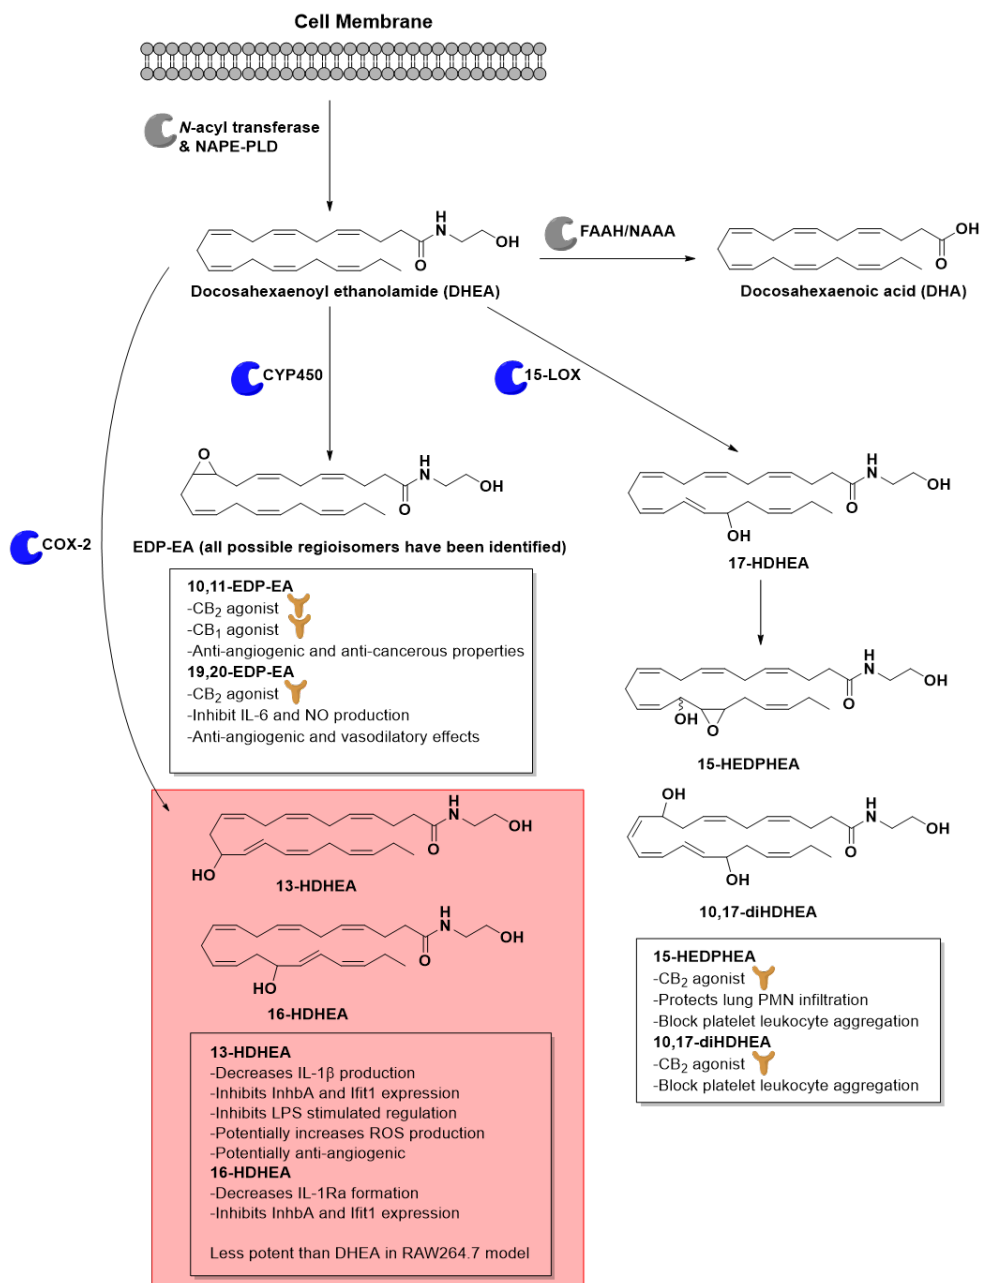 Cell Membrane
N-acyl transferase
& NAPE-PLD
H
N
OH
O
Docosahexaenoyl ethanolamide (DHEA)
FAAH/NAAA
OH
O
Docosahexaenoic acid (DHA)
CYP450
15-LOX
COX-2
O
H
N
OH
O
EDP-EA (all possible regioisomers have been identified)
10,11-EDP-EA
-CB2 agonist
-CB1 agonist
-Anti-angiogenic and anti-cancerous properties
19,20-EDP-EA
-CB2 agonist
-Inhibit IL-6 and NO production
-Anti-angiogenic and vasodilatory effects
H
N
OH
O
OH
17-HDHEA
H
N
OH
O
OH
O
15-HEDPHEA
OH
H
N
OH
O
OH
10,17-diHDHEA
15-HEDPHEA
-CB2 agonist
-Protects lung PMN infiltration
-Block platelet leukocyte aggregation
10,17-diHDHEA
-CB2 agonist
-Block platelet leukocyte aggregation
H
N
OH
O
HO
13-HDHEA
H
N
OH
O
HO
16-HDHEA
13-HDHEA
-Decreases IL-1β production
-Inhibits InhbA and Ifit1 expression
-Inhibits LPS stimulated regulation
-Potentially increases ROS production
-Potentially anti-angiogenic
16-HDHEA
-Decreases IL-1Ra formation
-Inhibits InhbA and Ifit1 expression
Less potent than DHEA in RAW264.7 model